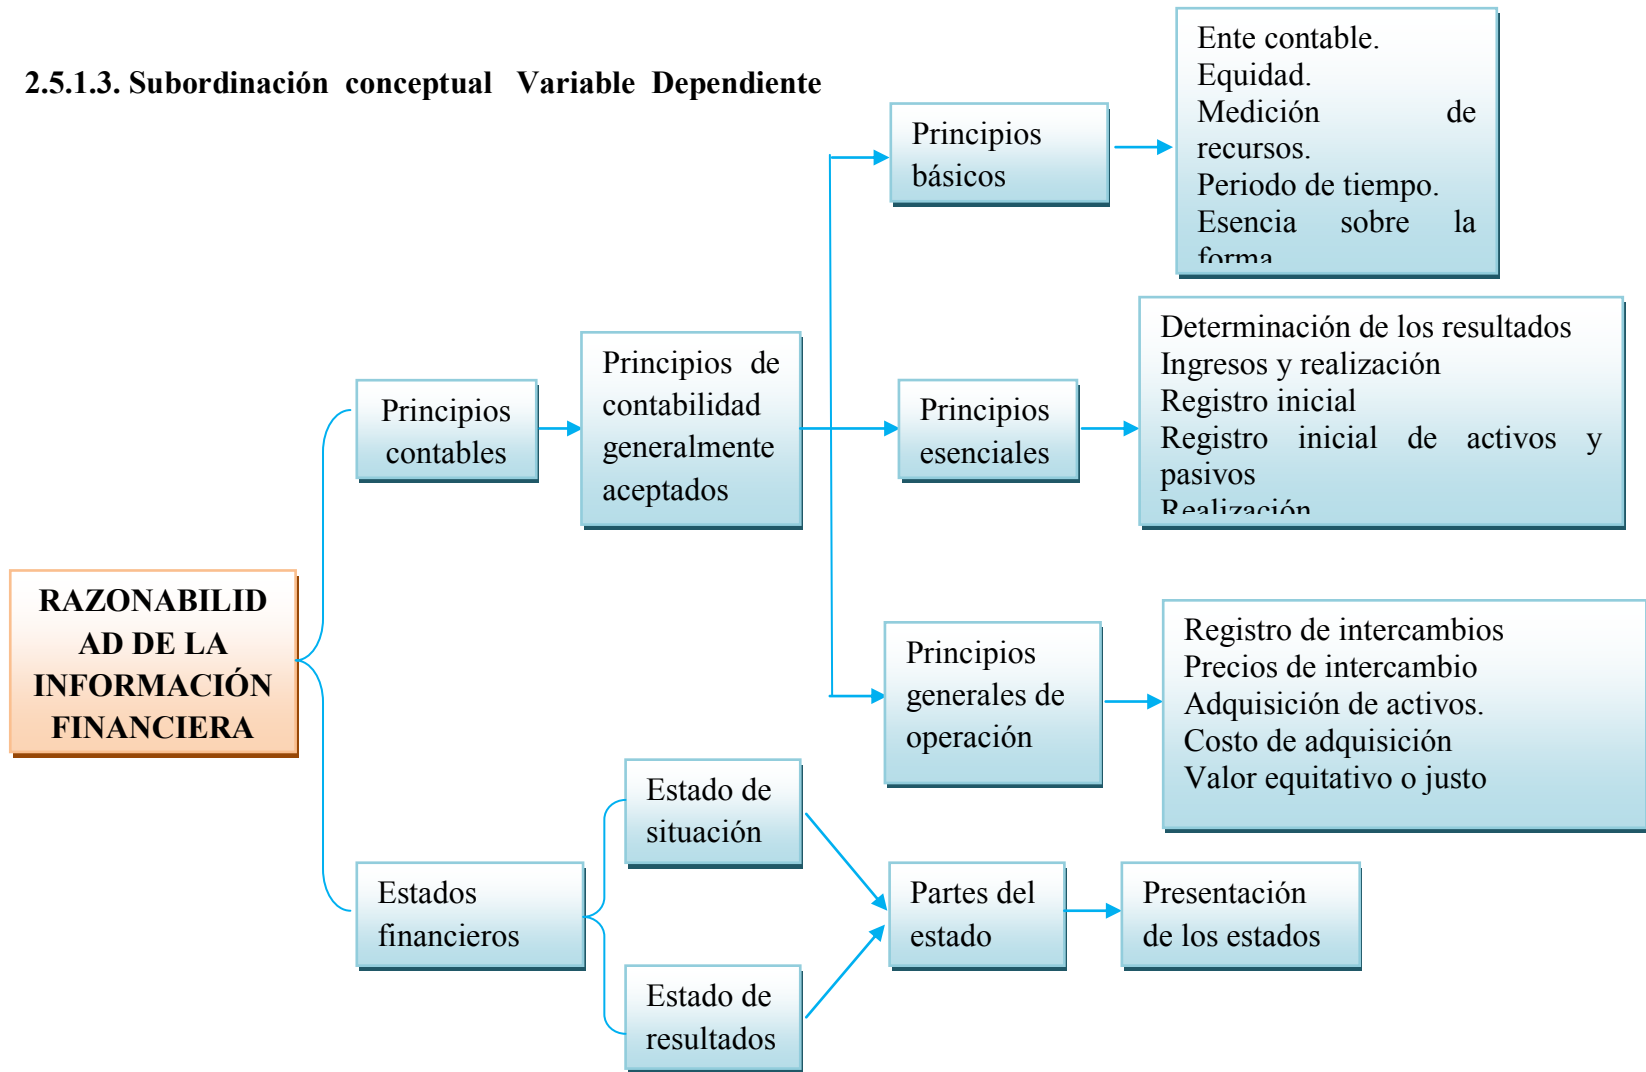 2.5.1.3. Subordinación conceptual Variable Dependiente
Ente contable.
Equidad.
Medición de
recursos.
Periodo de tiempo.
Esencia sobre la
forma
Principios
básicos
Determinación de los resultados
Ingresos y realización
Registro inicial
Registro inicial de activos y
pasivos
Realización
Principios
esenciales
Principios de
contabilidad
generalmente
aceptados
Principios
contables
RAZONABILID
AD DE LA
INFORMACIÓN
FINANCIERA
Principios
generales de
operación
Registro de intercambios
Precios de intercambio
Adquisición de activos.
Costo de adquisición
Valor equitativo o justo
Estados
financieros
Estado de
situación
Estado de
resultados
Partes del
estado
Presentación
de los estados